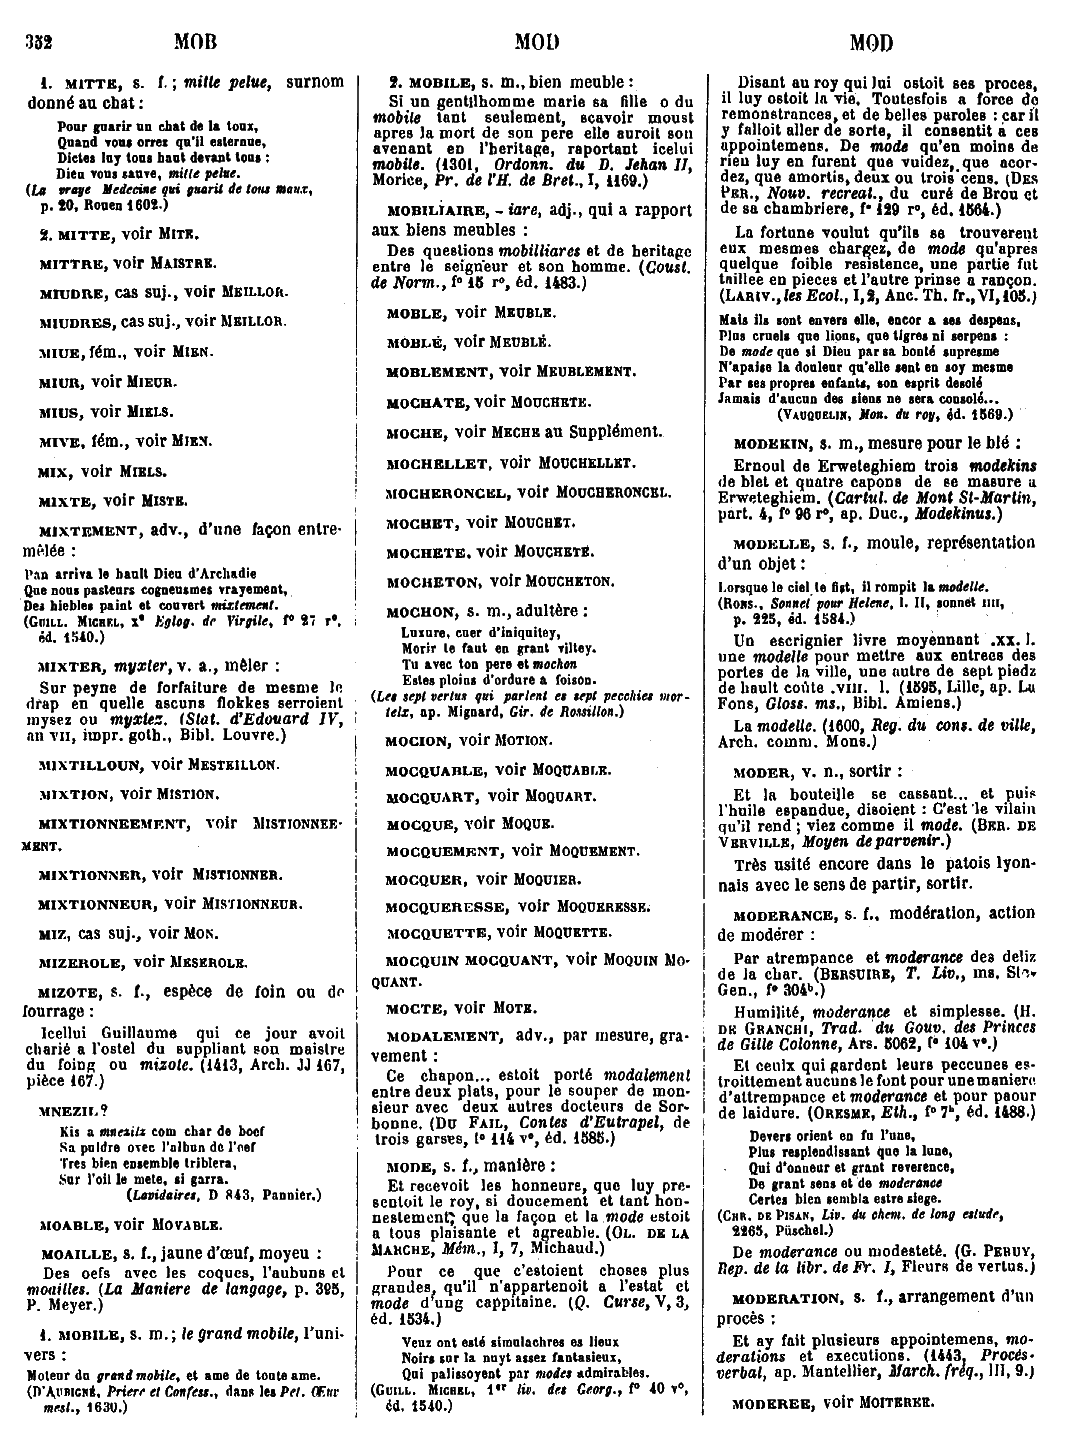 352 MOB MOD MOD
1. MITTE, s. f.; mitte pelue, surnom
donné au chat :
Pour guarir un chat de la toux,
Quand vous orrez qu'il esternue,
Dictes luy tous haut devant tous :
Dieu vous sauve, mitte pelue.
(La vraye Medecine qui guarit de tous maux,
p. 20, Rouen 1602.)
2. MITTE, voir MITE.
MITTRE, voir MAISTRE.
MIUDRE, cas suj., voir MEILLOR.
MIUDRES, cas suj., voir MEILLOR.
MIUE, fém., voir MIEN.
MIUR, voir MIEUR.
MIUS, voir MIELS.
MIVE, fém., voir MIEN.
MIX, voir MIELS.
MIXTE, voir MISTE.
MIXTEMENT, adv., d'une façon entre-
mêlée :
Pan arriva le hault Dieu d'Archadie
Que nous pasteurs cogneusmes vrayement,
Des hiebles paint et couvert mixtement.
(GUILL. MICHEL, xe Eglog. de Virgile, fo 27 ro,
éd. 1540.)
MIXTER, myxter, v. a., mêler :
Sur peyne de forfaiture de mesme le
drap en quelle ascuns flokkes serroient
mysez ou myxtez. (Stat. d'Edouard IV,
an VII, impr. goth., Bibl. Louvre.)
MIXTILLOUN, voir MESTEILLON.
MIXTION, voir MISTION.
MIXTIONNEEMENT, voir MISTIONNEE-
MENT.
MIXTIONNER, voir MISTIONNER.
MIXTIONNEUR, voir MISTIONNEUR.
MIZ, cas suj., voir MON.
MIZEROLE, voir MESEROLE.
MIZOTE, s. f., espèce de foin ou de
fourrage :
Icellui Guillaume qui ce jour avoit
charié a l'ostel du suppliant son maistre
du foing ou mizote. (1413, Arch. JJ 167,
pièce 167.)
MNEZIL?
Kis a mnezilz com char de boef
Sa puldre ovec l'album de l'oef
Tres bien ensemble triblera,
Sur l'oil le mete, si garra.
(Lapidaires, D 843, Pannier.)
MOABLE, voir MOVABLE.
MOAILLE, s. f., jaune d'œuf, moyeu :
Des oefs avec les coques, l'aubuns et
moailles. (La Maniere de langage, p. 395,
P. Meyer.)
1. MOBILE, s. m.; le grand mobile, l'uni-
vers :
Moteur du grand mobile, et ame de toute ame.
(D'AUBIGNÉ, Prier. et Confess., dans les Pet. Œuv
mesl., 1630.)
2. MOBILE, s. m., bien meuble :
Si un gentilhomme marie sa fille o du
mobile tant seulement, scavoir moust
apres la mort de son pere elle auroit son
avenant en l'heritage, raportant icelui
mobile. (1301, Ordonn. du D. Jehan II,
Morice, Pr. de l'H. de Bret., I, 1169.)
MOBILIAIRE, - iare, adj., qui a rapport
aux biens meubles :
Des questions mobilliares et de heritage
entre le seigneur et son homme. (Coust.
de Norm., fo 15 ro, éd. 1483.)
MOBLE, voir MEUBLE.
MOBLÉ, voir MEUBLÉ.
MOBLEMENT, voir MEUBLEMENT.
MOCHATE, voir MOUCHETE.
MOCHE, voir MECHE au Supplément.
MOCHELLET, voir MOUCHELLET.
MOCHERONCEL, voir MOUCHERONCEL.
MOCHET, voir MOUCHET.
MOCHETE, voir MOUCHETE.
MOCHETON, voir MOUCHETON.
MOCHON, s. m., adultère :
Luxure, cuer d'iniquitey,
Morir te faut en grant viltey.
Tu avec ton pere et mochon
Estes ploins d'ordure a foison.
(Les sept vertus qui parlent es sept pecchies mor-
telz, ap. Mignard, Gir. de Rossillon.)
MOCION, voir MOTION.
MOCQUABLE, voir MOQUABLE.
MOCQUART, voir MOQUART.
MOCQUE, voir MOQUE.
MOCQUEMENT, voir MOQUEMENT.
MOCQUER, voir MOQUIER.
MOCQUERESSE, voir MOQUERESSE.
MOCQUETTE, voir MOQUETTE.
MOCQUIN MOCQUANT, voir MOQUIN MO-
QUANT.
MOCTE, voir MOTE.
MODALEMENT, adv., par mesure, gra-
vement :
Ce chapon... estoit porté modalement
entre deux plats, pour le souper de mon-
sieur avec deux autres docteurs de Sor-
bonne. (DU FAIL, Contes d'Eutrapel, de
trois garses, fo 114 vo, éd. 1585.)
MODE, s. f., manière :
Et recevoit les honneure, que luy pre-
sentoit le roy, si doucement et tant hon-
nestement, que la façon et la mode estoit
a tous plaisante et agreable. (OL. DE LA
MARCHE, Mém., I, 7, Michaud.)
Pour ce que c'estoient choses plus
grandes, qu'il n'appartenoit a l'estat et
mode d'ung cappitaine. (Q. Curse, V, 3,
éd. 1534.)
Veuz ont esté simulachres es lieux
Noirs sur la nuyt assez fantasieux,
Qui palissoyent par modes admirables.
(GUILL. MICHEL, 1er liv. des Georg., fo 40 vo,
éd. 1540.)
Disant au roy qui lui ostoit ses proces,
il luy ostoit la vie. Toutesfois a force de
remonstrances, et de belles paroles : car il
y falloit aller de sorte, il consentit a ces
appointemens. De mode qu'en moins de
rieu luy en furent que vuidez, que acor-
dez, que amortis, deux ou trois cens. (DES
PER., Nouv. recreat., du curé de Brou et
de sa chambriere, fo 129 ro, éd. 1564.)
La fortune voulut qu'ils se trouverent
eux mesmes chargez, de mode qu'apres
quelque foible resistence, une partie fut
taillee en pieces et l'autre prinse a rançon.
(LARIV., les Ecol., I, 2, Anc. Th. fr., VI, 105.)
Mais ils sont envers elle, encor a ses despens,
Plus cruels que lions, que tigres ni serpens :
De mode que si Dieu par sa bonté supresme
N'apaise la douleur qu'elle sent en soy mesme
Par ses propres enfants, son esprit desolé
Jamais d'aucun des siens ne sera consolé...
(VAUQUELIN, Mon. du roy, éd. 1569.)
MODEKIN, s. m., mesure pour le blé :
Ernoul de Erweteghiem trois modekins
de blet et quatre capons de se masure a
Erweteghiem. (Cartul. de Mont St-Martin,
part. 4, fo 96 ro, ap. Duc., Modekinus.)
MODELLE, s. f., moule, représentation
d'un objet :
Lorsque le ciel te fist, il rompit la modelle.
(RONS., Sonnet pour Helene, l. II, sonnet IIII,
p. 225, éd. 1584.)
Un escrignier livre moyennant .XX. l.
une modelle pour mettre aux entrees des
portes de la ville, une autre de sept piedz
de hault coûte .VIII. l. (1595, Lille, ap. La
Fons, Gloss. ms., Bibl. Amiens.)
La modelle. (1600, Reg. du cons. de ville,
Arch. comm. Mons.)
MODER, v. n., sortir :
Et la bouteille se cassant... et puis
l'huile espandue, disoient : C'est le vilain
qu'il rend ; viez comme il mode. (BER. DE
VERVILLE, Moyen de parvenir.)
Très usité encore dans le patois lyon-
nais avec le sens de partir, sortir.
MODERANCE, s. f., modération, action
de modérer :
Par atrempance et moderance des deliz
de la char. (BERSUIRE, T. Liv., ms. Ste-
Gen., fo 304b.)
Humilité, moderance et simplesse. (H.
DE GRANCHI, Trad. du Gouv. des Princes
de Gille Colonne, Ars. 5062, fo 104 vo.)
Et ceulx qui gardent leurs peccunes es-
troittement aucuns le font pour une maniere
d'attrempance et moderance et pour paour
de laidure. (ORESME, Eth., fo 7b, éd. 1488.)
Devers orient en fu l'une,
Plus resplendissant que la lune,
Qui d'onneur et grant reverence,
De grant sens et de moderance
Certes bien sembla estre siege.
(CHR. DE PISAN, Liv. du chem. de long estude,
2265, Püschel.)
De moderance ou modesteté. (G. PERUY,
Rep. de la libr. de Fr. I, Fleurs de vertus.)
MODERATION, s. f., arrangement d'un
procès :
Et ay fait plusieurs appointemens, mo-
derations et executions. (1443, Procés-
verbal, ap. Mantellier, March. fréq., III, 9.)
MODEREE, voir MOITEREE.